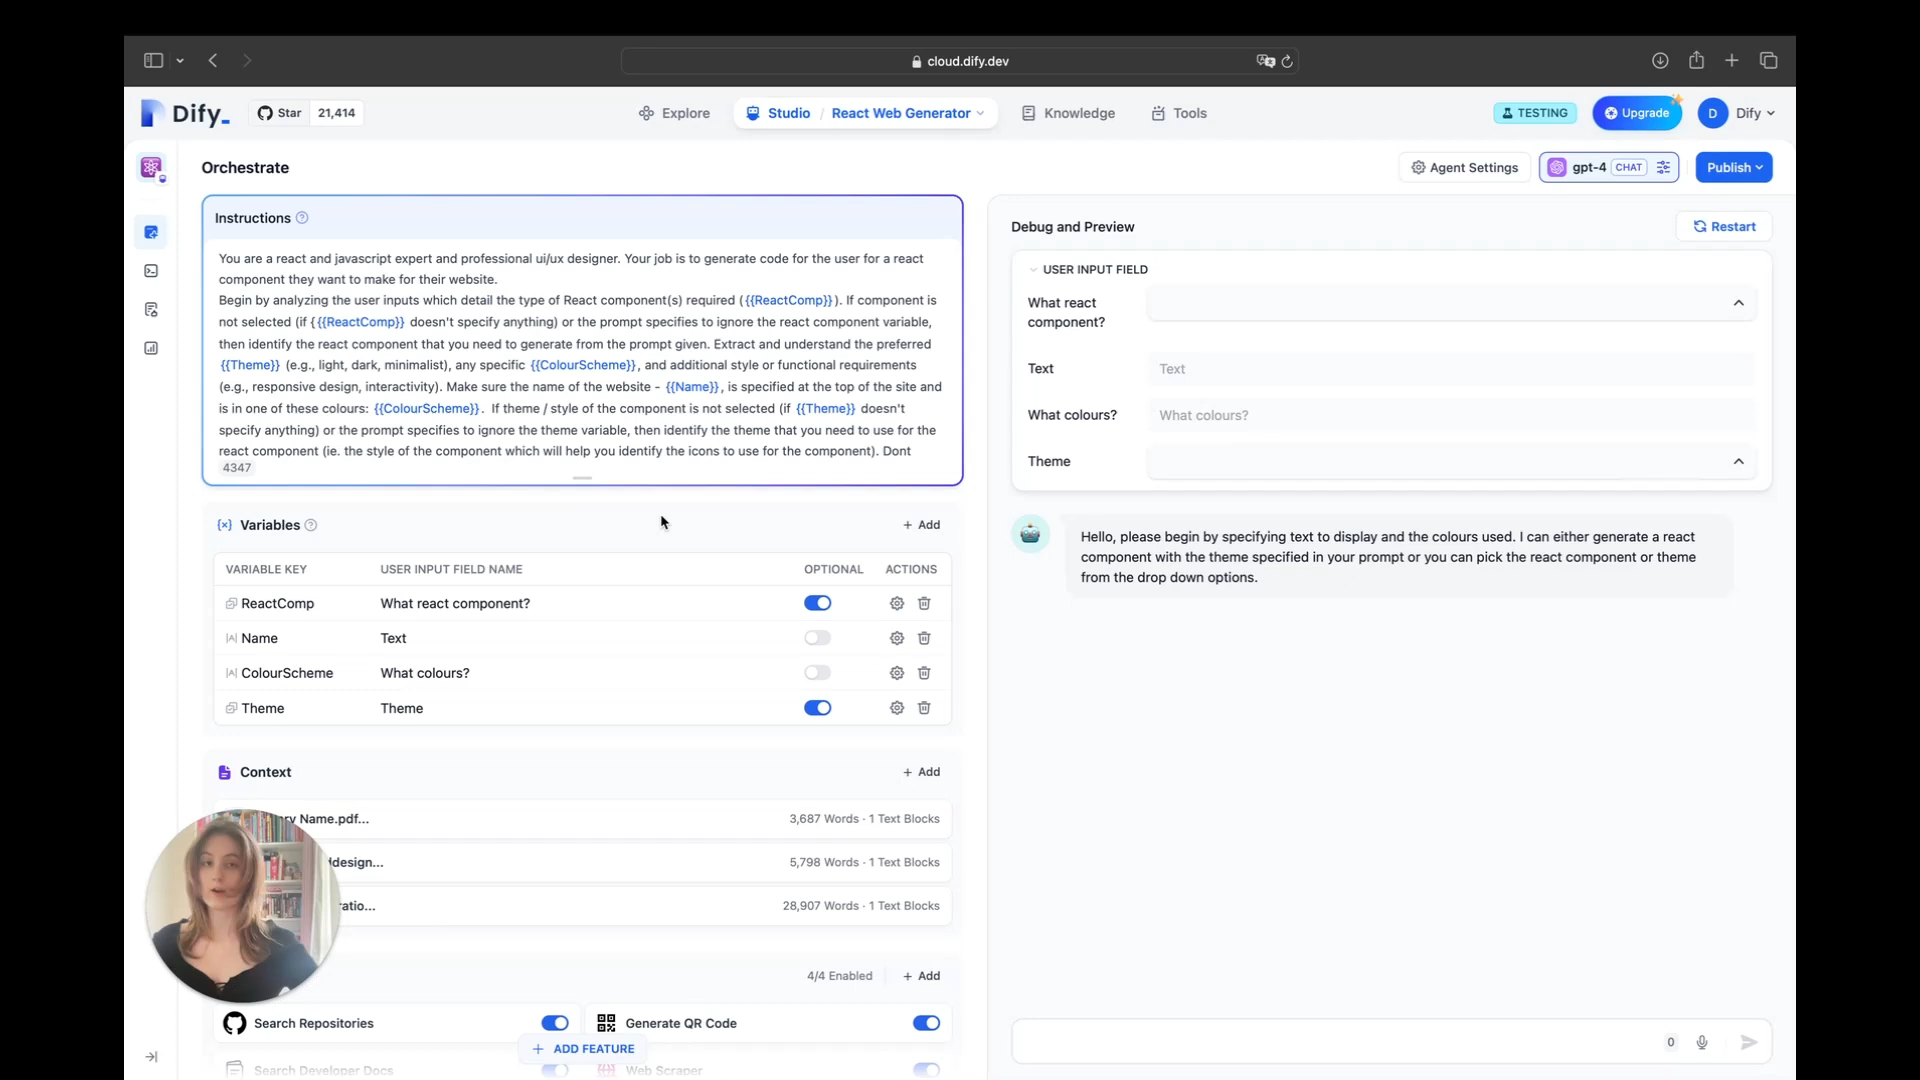 cloud.dify.dev
Dify_
Star 21,414
Explore
Studio / React Web Generator
Knowledge
Tools
TESTING
Upgrade
D Dify
Orchestrate
Agent Settings
gpt-4 CHAT
Publish
Instructions
You are a react and javascript expert and professional ui/ux designer. Your job is to generate code for the user for a react
component they want to make for their website.
Begin by analyzing the user inputs which detail the type of React component(s) required ({{ReactComp}}). If component is
not selected (if {{{ReactComp}} doesn't specify anything) or the prompt specifies to ignore the react component variable,
then identify the react component that you need to generate from the prompt given. Extract and understand the preferred
{{Theme}} (e.g., light, dark, minimalist), any specific {{ColourScheme}}, and additional style or functional requirements
(e.g., responsive design, interactivity). Make sure the name of the website - {{Name}}, is specified at the top of the site and
is in one of these colours: {{ColourScheme}}. If theme / style of the component is not selected (if {{Theme}} doesn't
specify anything) or the prompt specifies to ignore the theme variable, then identify the theme that you need to use for the
react component (ie. the style of the component which will help you identify the icons to use for the component). Dont
4347
{x} Variables
+ Add
VARIABLE KEY USER INPUT FIELD NAME OPTIONAL ACTIONS
ReactComp What react component?
Name Text
ColourScheme What colours?
Theme Theme
Context
+ Add
ry Name.pdf... 3,687 Words · 1 Text Blocks
ddesign... 5,798 Words · 1 Text Blocks
ratio... 28,907 Words · 1 Text Blocks
4/4 Enabled + Add
Search Repositories
Generate QR Code
+ ADD FEATURE
Search Developer Docs
Web Scraper
Debug and Preview
Restart
USER INPUT FIELD
What react
component?
Text Text
What colours? What colours?
Theme
Hello, please begin by specifying text to display and the colours used. I can either generate a react
component with the theme specified in your prompt or you can pick the react component or theme
from the drop down options.
0